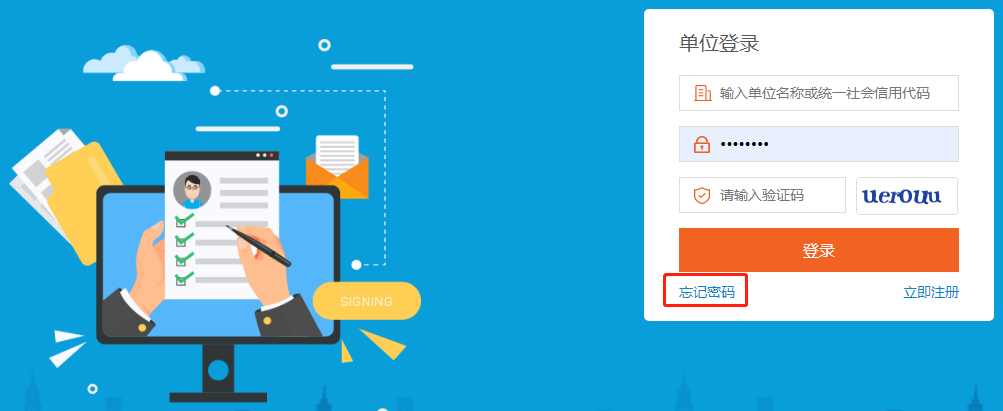 单位登录
输入单位名称或统一社会信用代码
••••••••
请输入验证码
uerouu
登录
忘记密码
立即注册
SIGNING